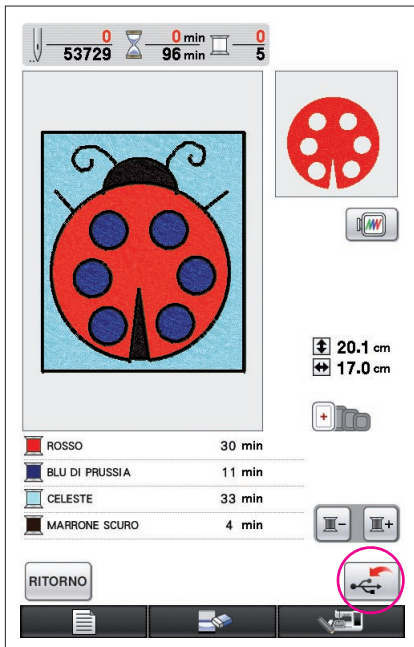 0 0 min 0
53729 96 min 5
20.1 cm
17.0 cm
ROSSO 30 min
BLU DI PRUSSIA 11 min
CELESTE 33 min
MARRONE SCURO 4 min
RITORNO